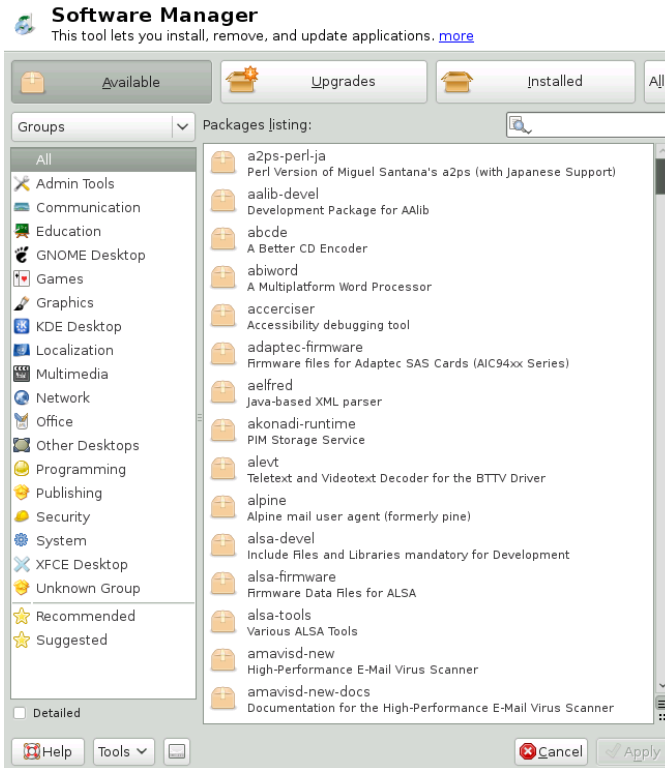 Software Manager
This tool lets you install, remove, and update applications. more
Available
Upgrades
Installed
All
Groups
Packages listing:
All
Admin Tools
Communication
Education
GNOME Desktop
Games
Graphics
KDE Desktop
Localization
Multimedia
Network
Office
Other Desktops
Programming
Publishing
Security
System
XFCE Desktop
Unknown Group
Recommended
Suggested
Detailed
a2ps-perl-ja
Perl Version of Miguel Santana's a2ps (with Japanese Support)
aalib-devel
Development Package for AAlib
abcde
A Better CD Encoder
abiword
A Multiplatform Word Processor
accerciser
Accessibility debugging tool
adaptec-firmware
Firmware files for Adaptec SAS Cards (AIC94xx Series)
aelfred
Java-based XML parser
akonadi-runtime
PIM Storage Service
alevt
Teletext and Videotext Decoder for the BTTV Driver
alpine
Alpine mail user agent (formerly pine)
alsa-devel
Include Files and Libraries mandatory for Development
alsa-firmware
Firmware Data Files for ALSA
alsa-tools
Various ALSA Tools
amavisd-new
High-Performance E-Mail Virus Scanner
amavisd-new-docs
Documentation for the High-Performance E-Mail Virus Scanner
Help
Tools
Cancel
Apply